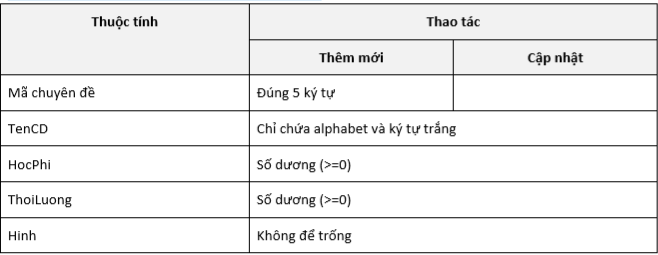 Thuộc tính
Thao tác
Thêm mới
Cập nhật
Mã chuyên đề
Đúng 5 ký tự
TenCD
Chỉ chứa alphabet và ký tự trắng
HocPhi
Số dương (>=0)
ThoiLuong
Số dương (>=0)
Hinh
Không để trống